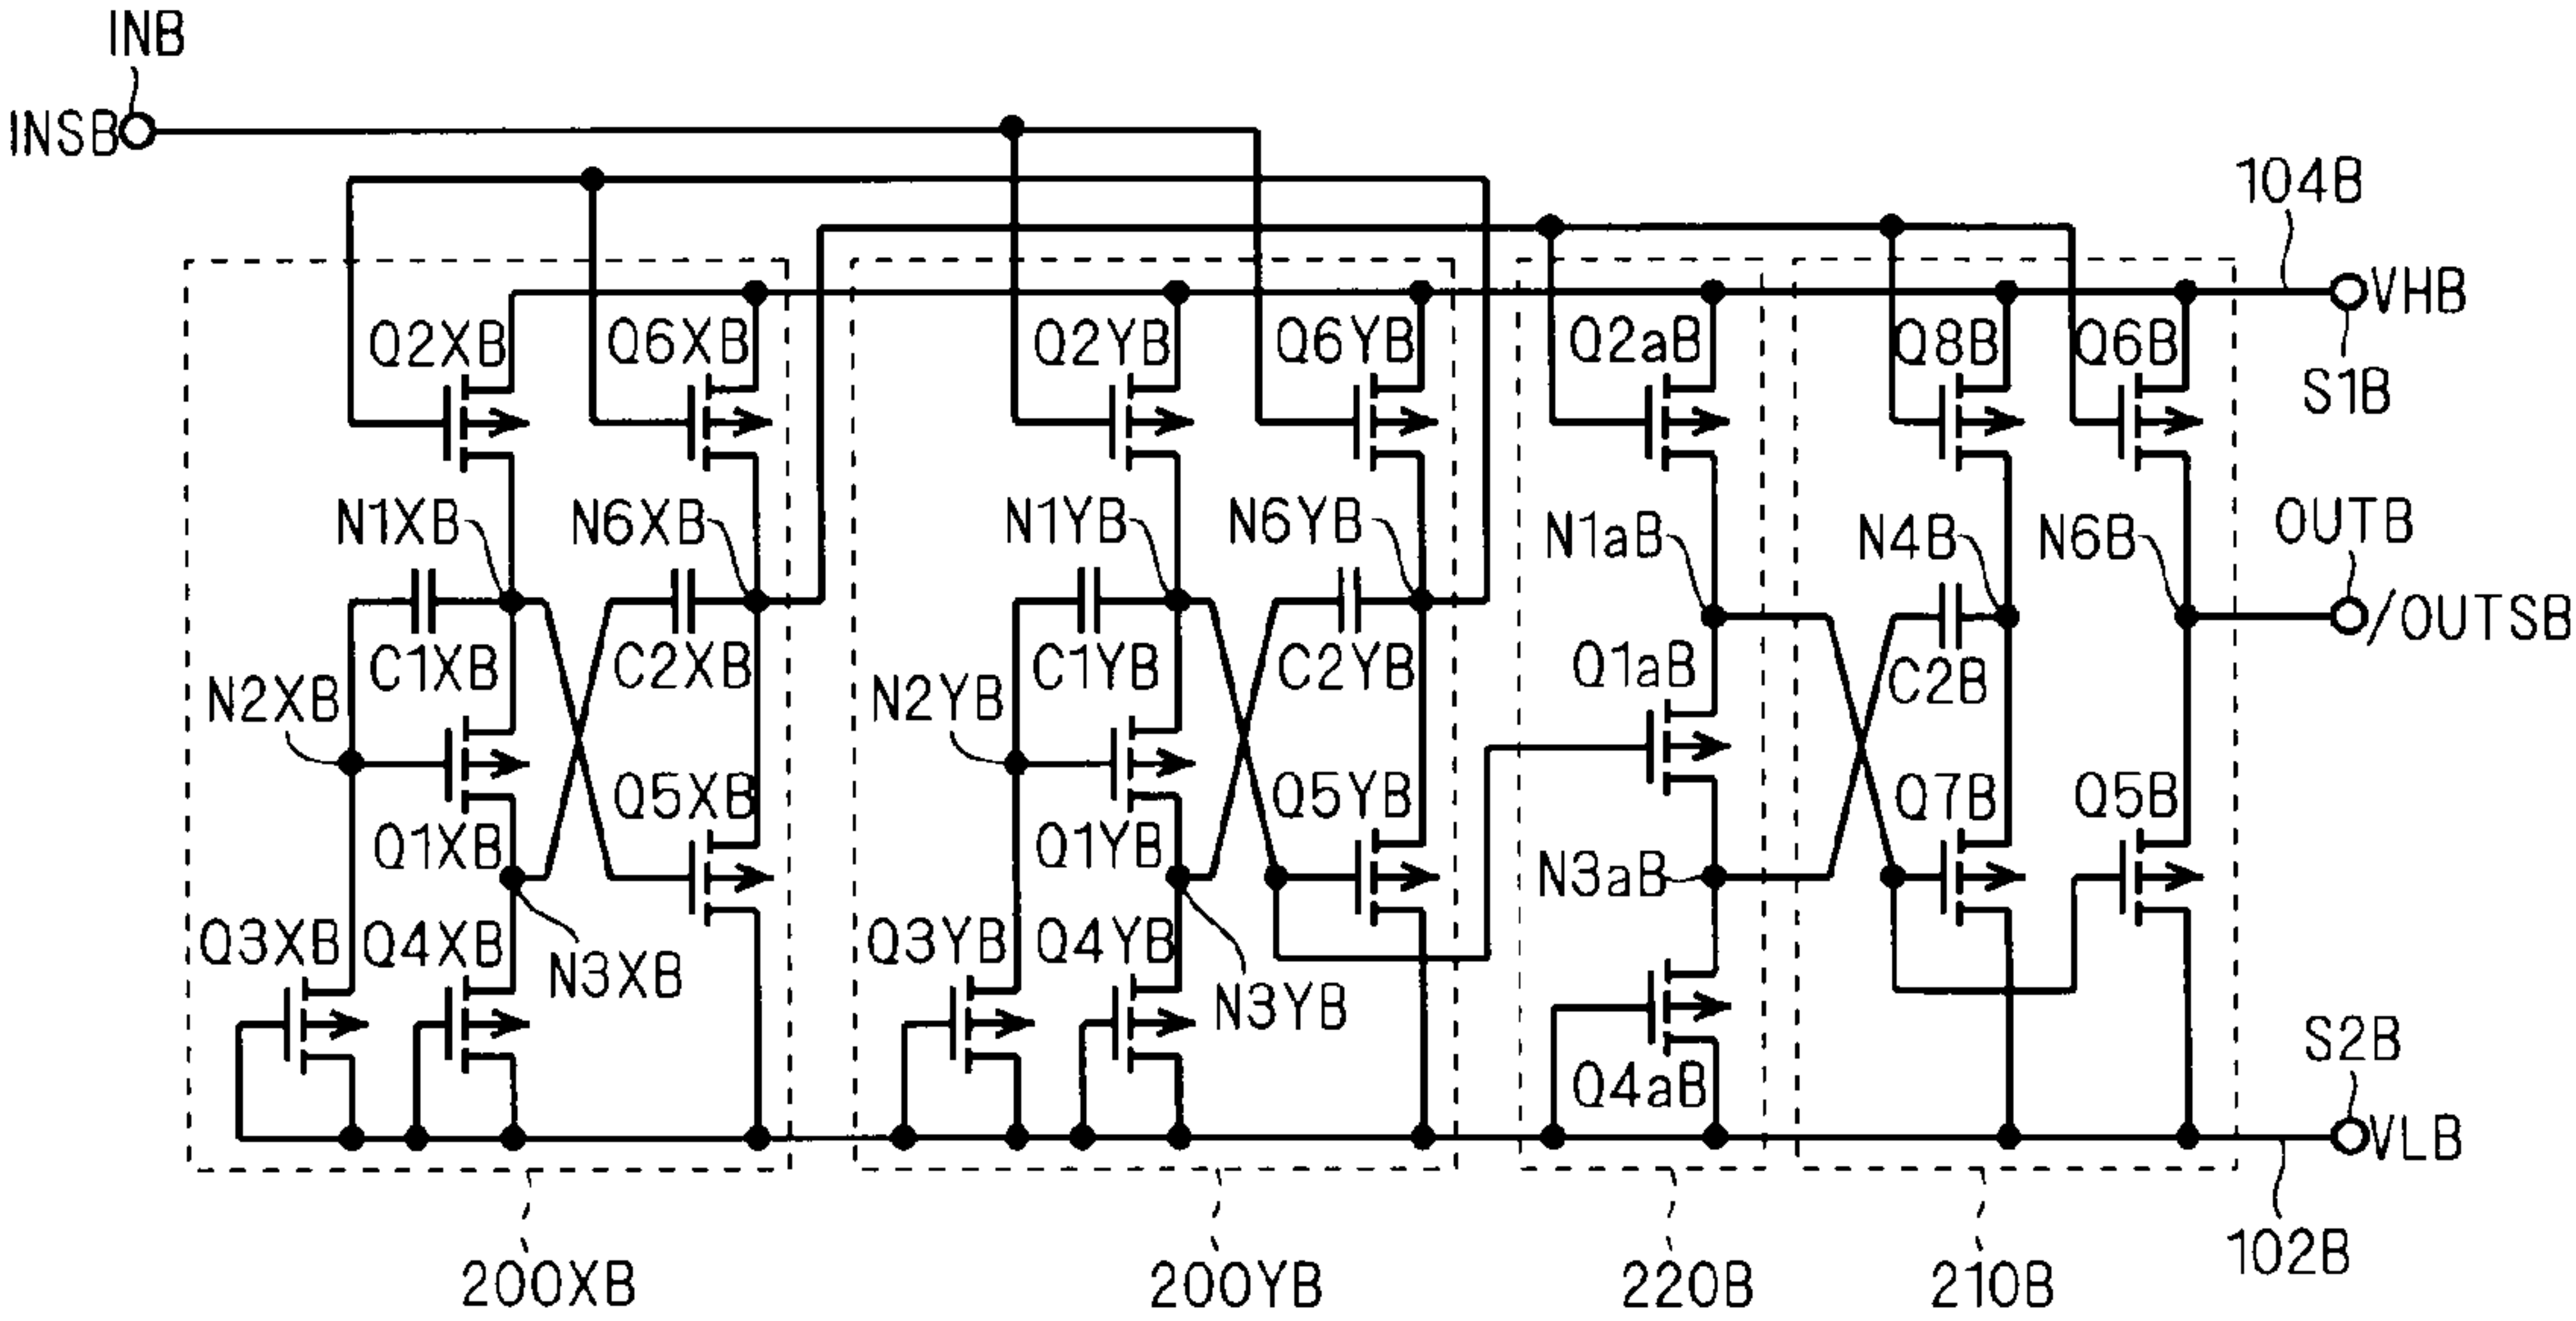 INB
INSB
104B
VHB
S1B
Q2XB Q6XB Q2YB Q6YB Q2aB Q8B Q6B
N1XB N6XB N1YB N6YB N1aB N4B N6B OUTB
/OUTSB
C1XB C2XB C1YB C2YB Q1aB C2B
N2XB N2YB
Q5XB Q5YB Q7B Q5B
Q1XB Q1YB N3aB
Q3XB Q4XB N3XB Q3YB Q4YB N3YB
S2B
Q4aB
VLB
200XB 200YB 220B 210B 102B